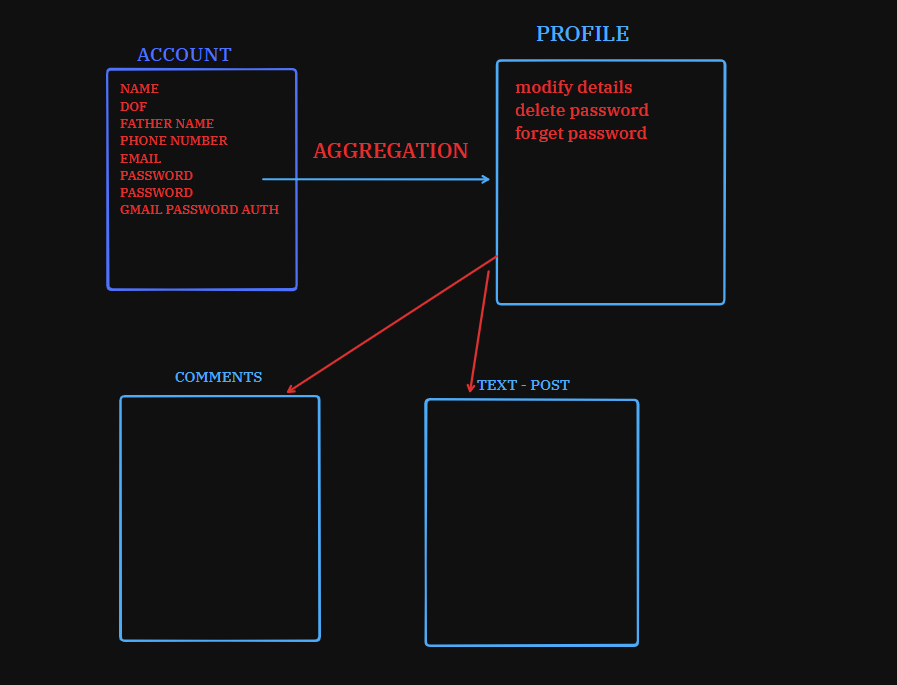 PROFILE
ACCOUNT
NAME
DOF
FATHER NAME
PHONE NUMBER
EMAIL
PASSWORD
PASSWORD
GMAIL PASSWORD AUTH
AGGREGATION
modify details
delete password
forget password
COMMENTS
TEXT - POST